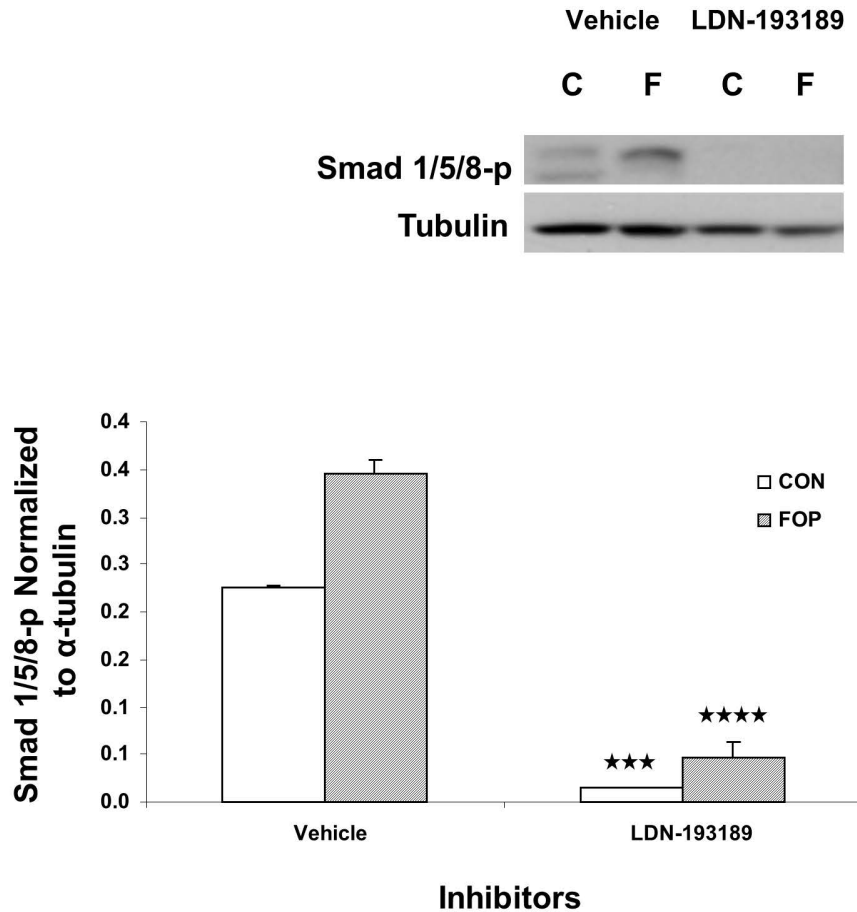 Vehicle LDN-193189
C F C F
Smad 1/5/8-p
Tubulin
Smad 1/5/8-p Normalized
to α-tubulin
0.4
0.4
0.3
0.3
0.2
0.2
0.1
0.1
0.0
CON
FOP
★★★
★★★★
Vehicle LDN-193189
Inhibitors